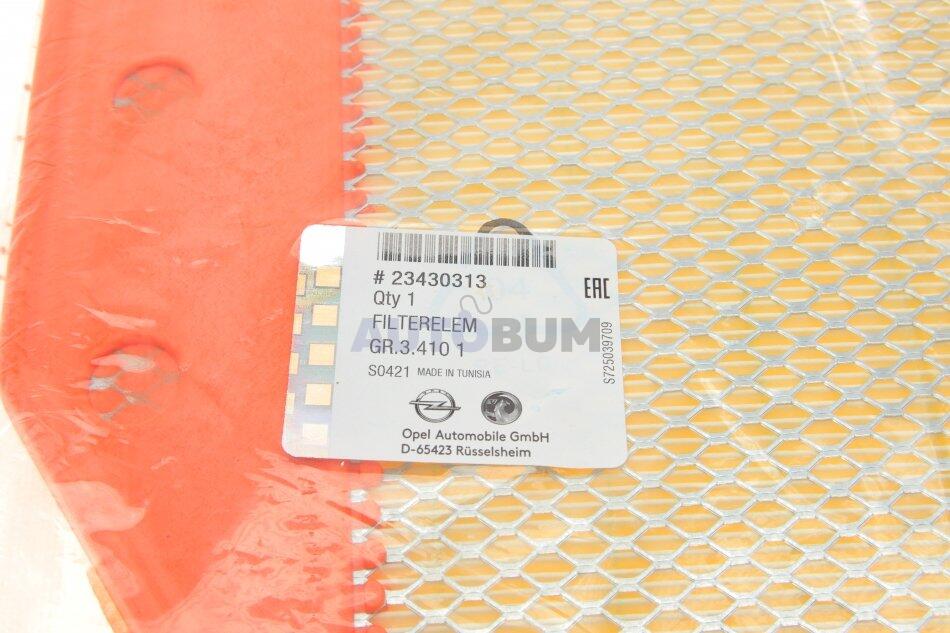 # 23430313
Qty 1
FILTERELEM
AUTOBUM
GR.3.410 1
S0421 MADE IN TUNISIA
Opel Automobile GmbH
D-65423 Rüsselsheim
EAC
S725039709